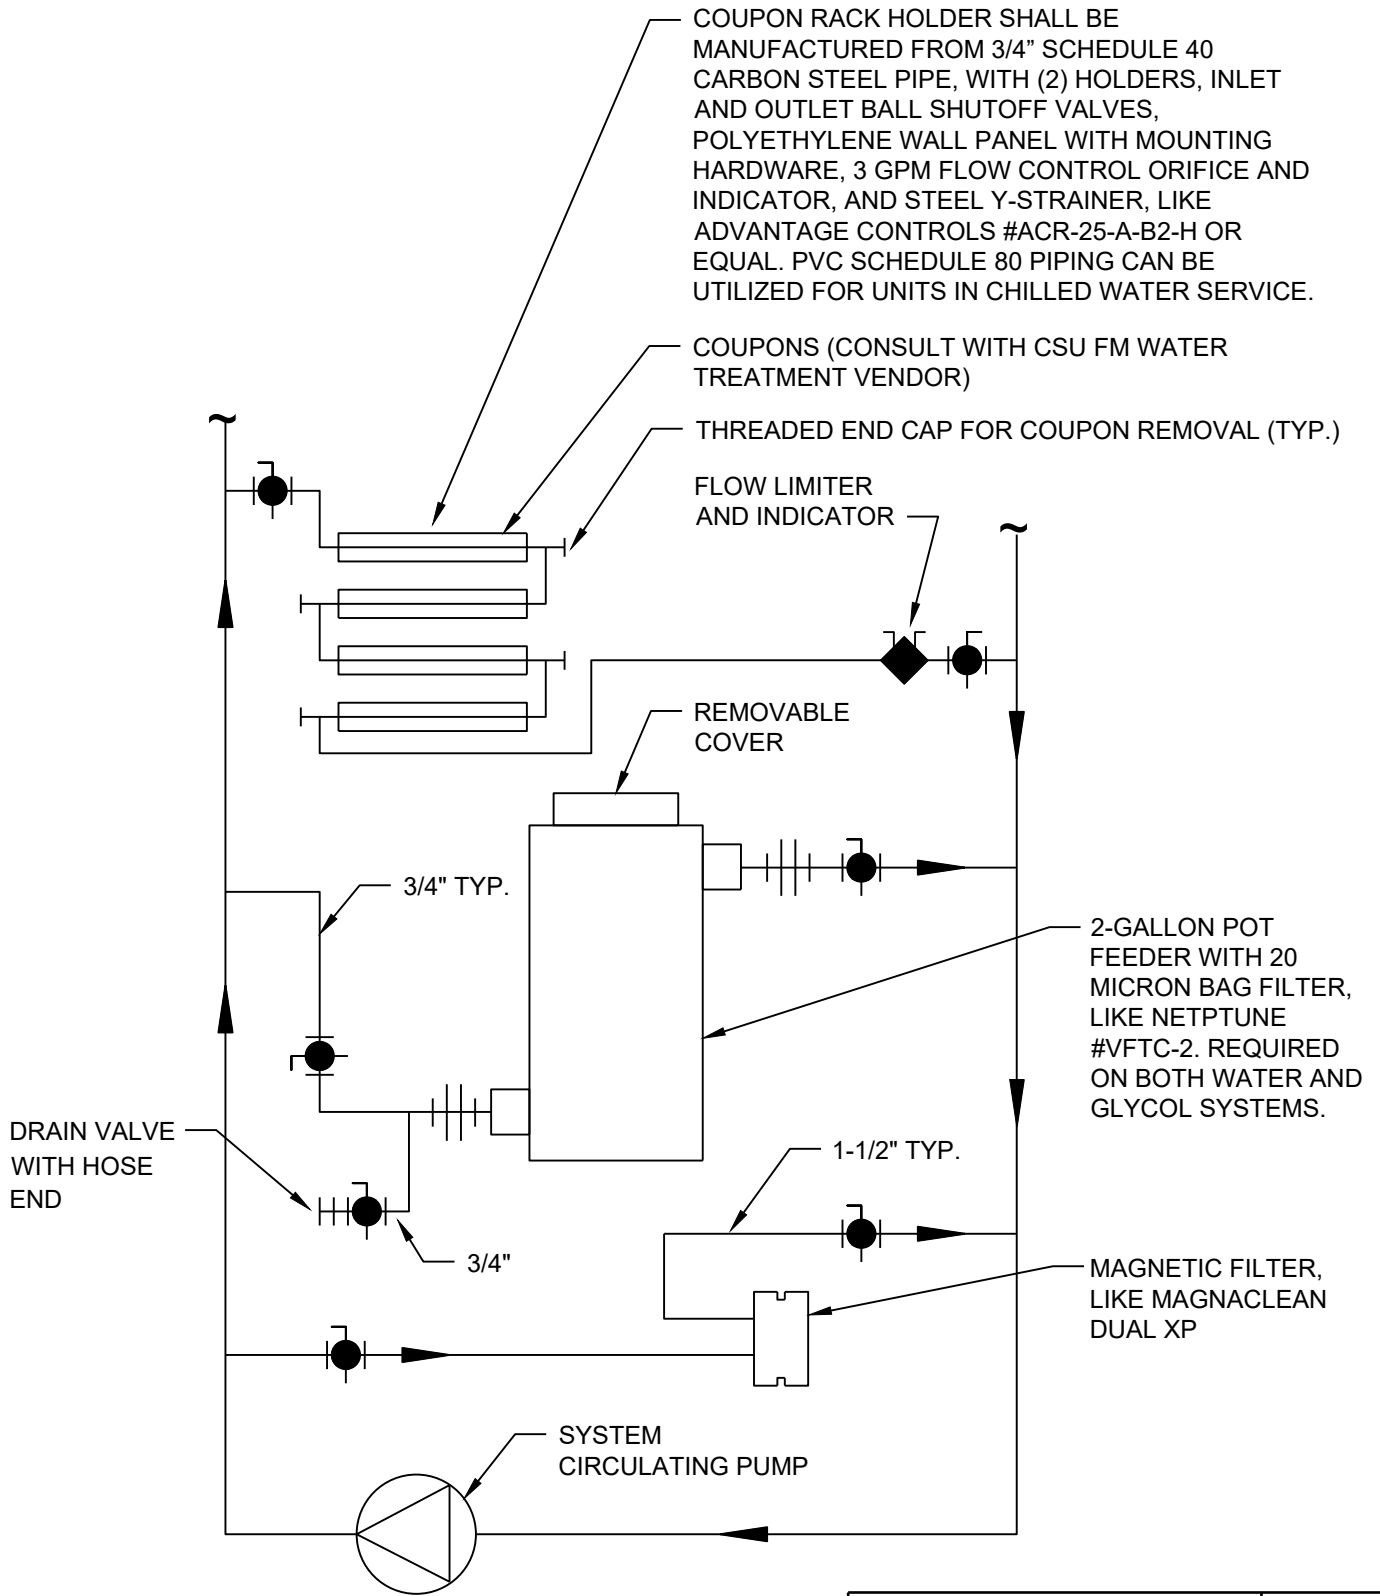 COUPON RACK HOLDER SHALL BE
MANUFACTURED FROM 3/4” SCHEDULE 40
CARBON STEEL PIPE, WITH (2) HOLDERS, INLET
AND OUTLET BALL SHUTOFF VALVES,
POLYETHYLENE WALL PANEL WITH MOUNTING
HARDWARE, 3 GPM FLOW CONTROL ORIFICE AND
INDICATOR, AND STEEL Y-STRAINER, LIKE
ADVANTAGE CONTROLS #ACR-25-A-B2-H OR
EQUAL. PVC SCHEDULE 80 PIPING CAN BE
UTILIZED FOR UNITS IN CHILLED WATER SERVICE.
COUPONS (CONSULT WITH CSU FM WATER
TREATMENT VENDOR)
THREADED END CAP FOR COUPON REMOVAL (TYP.)
FLOW LIMITER
AND INDICATOR
REMOVABLE
COVER
3/4" TYP.
2-GALLON POT
FEEDER WITH 20
MICRON BAG FILTER,
LIKE NETPTUNE
#VFTC-2. REQUIRED
ON BOTH WATER AND
GLYCOL SYSTEMS.
DRAIN VALVE
WITH HOSE
END
1-1/2" TYP.
3/4"
MAGNETIC FILTER,
LIKE MAGNACLEAN
DUAL XP
SYSTEM
CIRCULATING PUMP